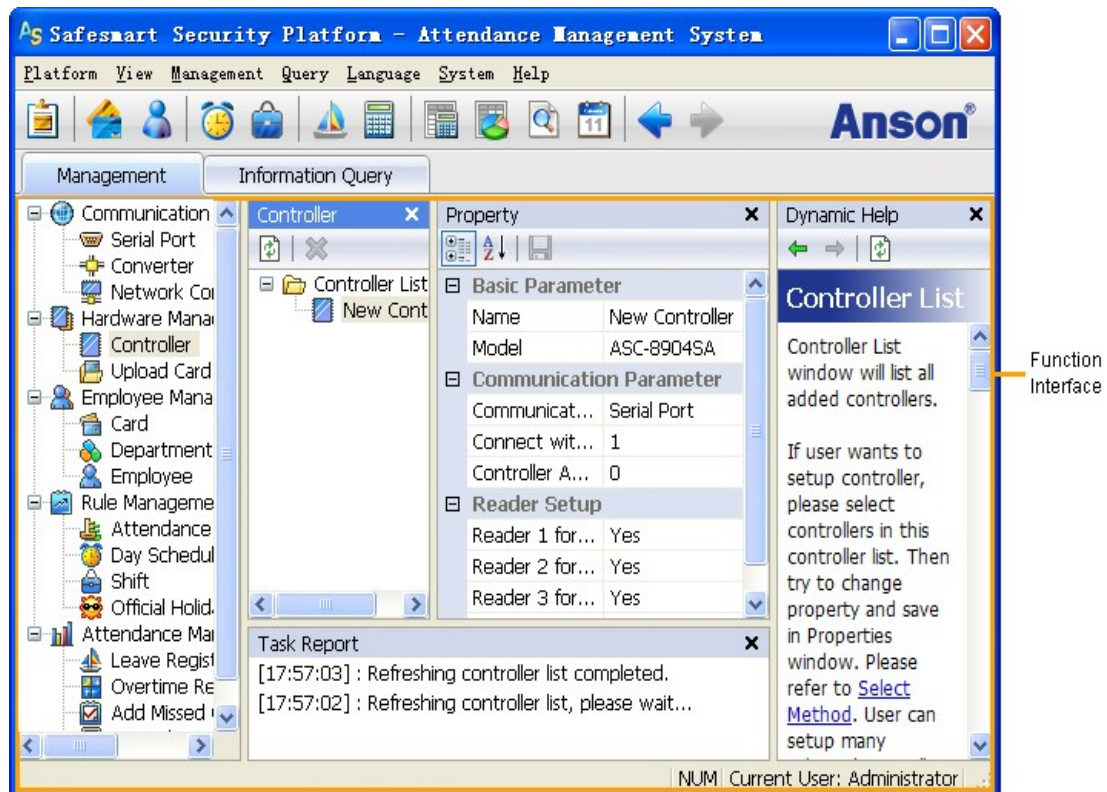 AS Safesmart Security Platform - Attendance Management System
Platform View Management Query Language System Help
11
Anson®
Management Information Query
Communication
Serial Port
Converter
Network Co
Hardware Mana
Controller
Upload Card
Employee Mana
Card
Department
Employee
Rule Manageme
Attendance
Day Schedul
Shift
Official Holid
Attendance Ma
Leave Regist
Overtime Re
Add Missed
Controller
Controller List
New Cont
Property
Basic Parameter
Name New Controller
Model ASC-8904SA
Communication Parameter
Communicat... Serial Port
Connect wit... 1
Controller A... 0
Reader Setup
Reader 1 for... Yes
Reader 2 for... Yes
Reader 3 for... Yes
Task Report
[17:57:03] : Refreshing controller list completed.
[17:57:02] : Refreshing controller list, please wait...
Dynamic Help
Controller List
Controller List
window will list all
added controllers.
If user wants to
setup controller,
please select
controllers in this
controller list. Then
try to change
property and save
in Properties
window. Please
refer to Select
Method. User can
setup many
NUM Current User: Administrator
Function
Interface